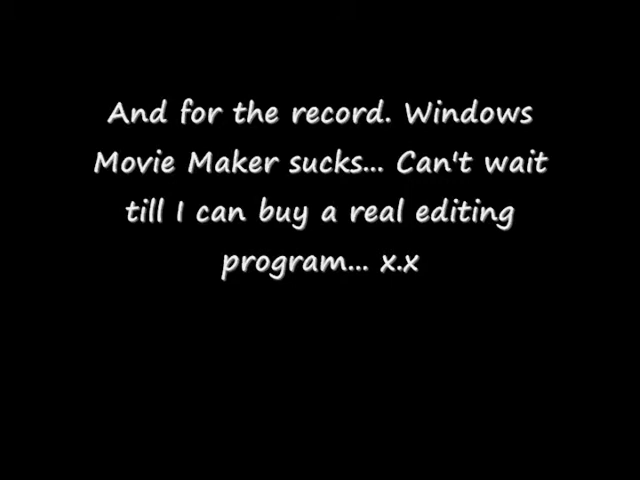 And for the record. Windows
Movie Maker sucks... Can't wait
till I can buy a real editing
program... x.x